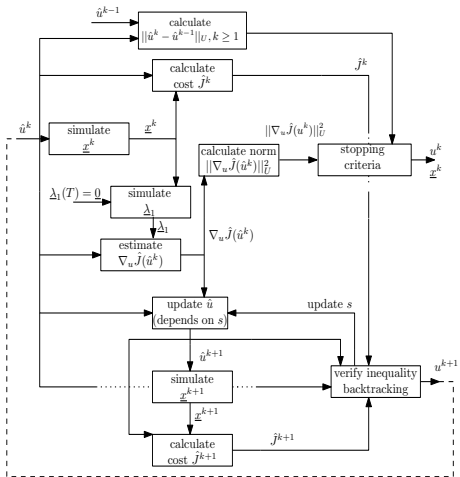 û^{k−1}
calculate
||û^k − û^{k−1}||_U, k ≥ 1
calculate
cost Ĵ^k
Ĵ^k
û^k
simulate
x^k
x^k
||∇_u Ĵ(u^k)||²_U
calculate norm
||∇_u Ĵ(û^k)||²_U
stopping
criteria
u^k
x^k
λ_1(T) = 0
simulate
λ_1
λ_1
estimate
∇_u Ĵ(û^k)
∇_u Ĵ(û^k)
update û
(depends on s)
update s
û^{k+1}
simulate
x^{k+1}
verify inequality
backtracking
u^{k+1}
x^{k+1}
calculate
cost Ĵ^{k+1}
Ĵ^{k+1}